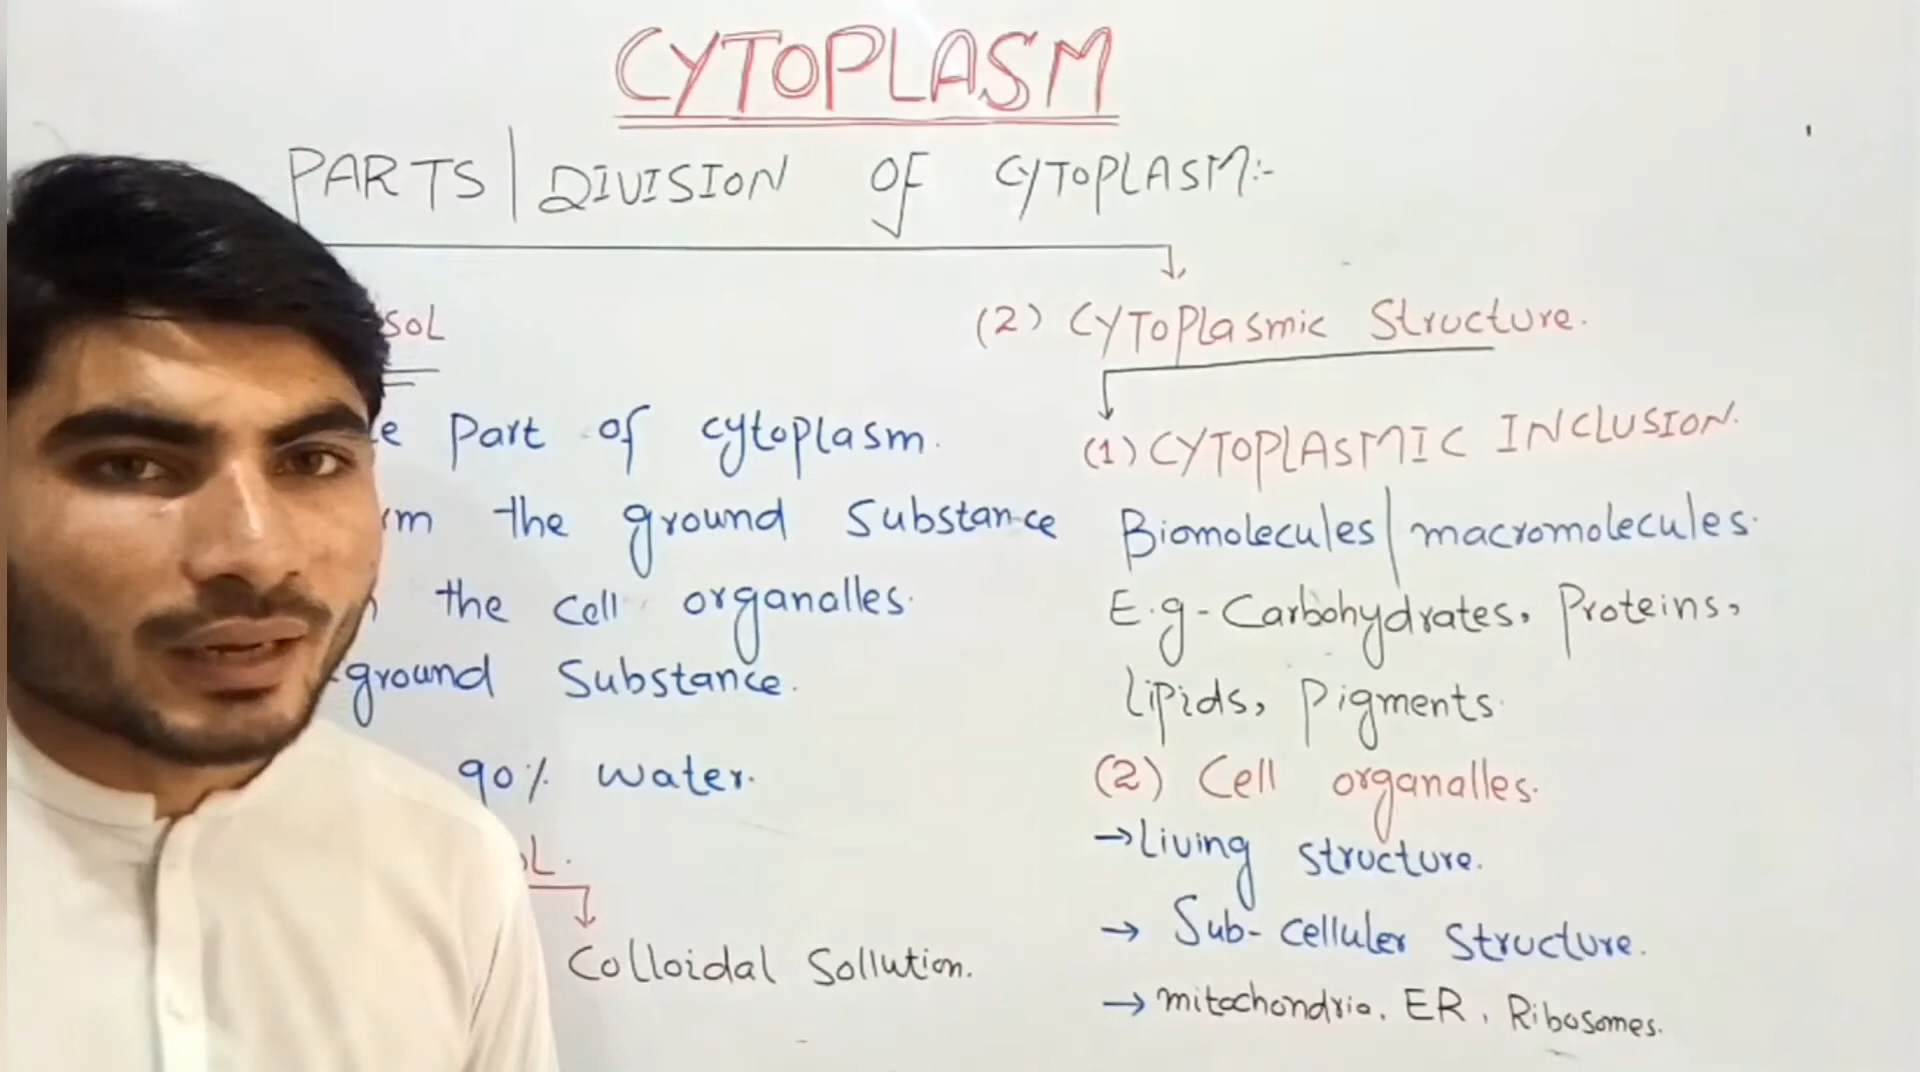 CYTOPLASM
PARTS | DIVISION OF CYTOPLASM:-
SOL
Part of cytoplasm.
the ground Substance
the cell organalles.
ground Substance.
90% water.
Colloidal Sollution.
(2) CYTOPlasmic Structure.
(1) CYTOPLASMIC INCLUSION.
Biomolecules | macromolecules.
E.g - Carbohydrates, Proteins,
Lipids, Pigments.
(2) Cell organalles.
→ Living structure.
→ Sub-celluler Structure.
→ mitochondria, ER, Ribosomes.